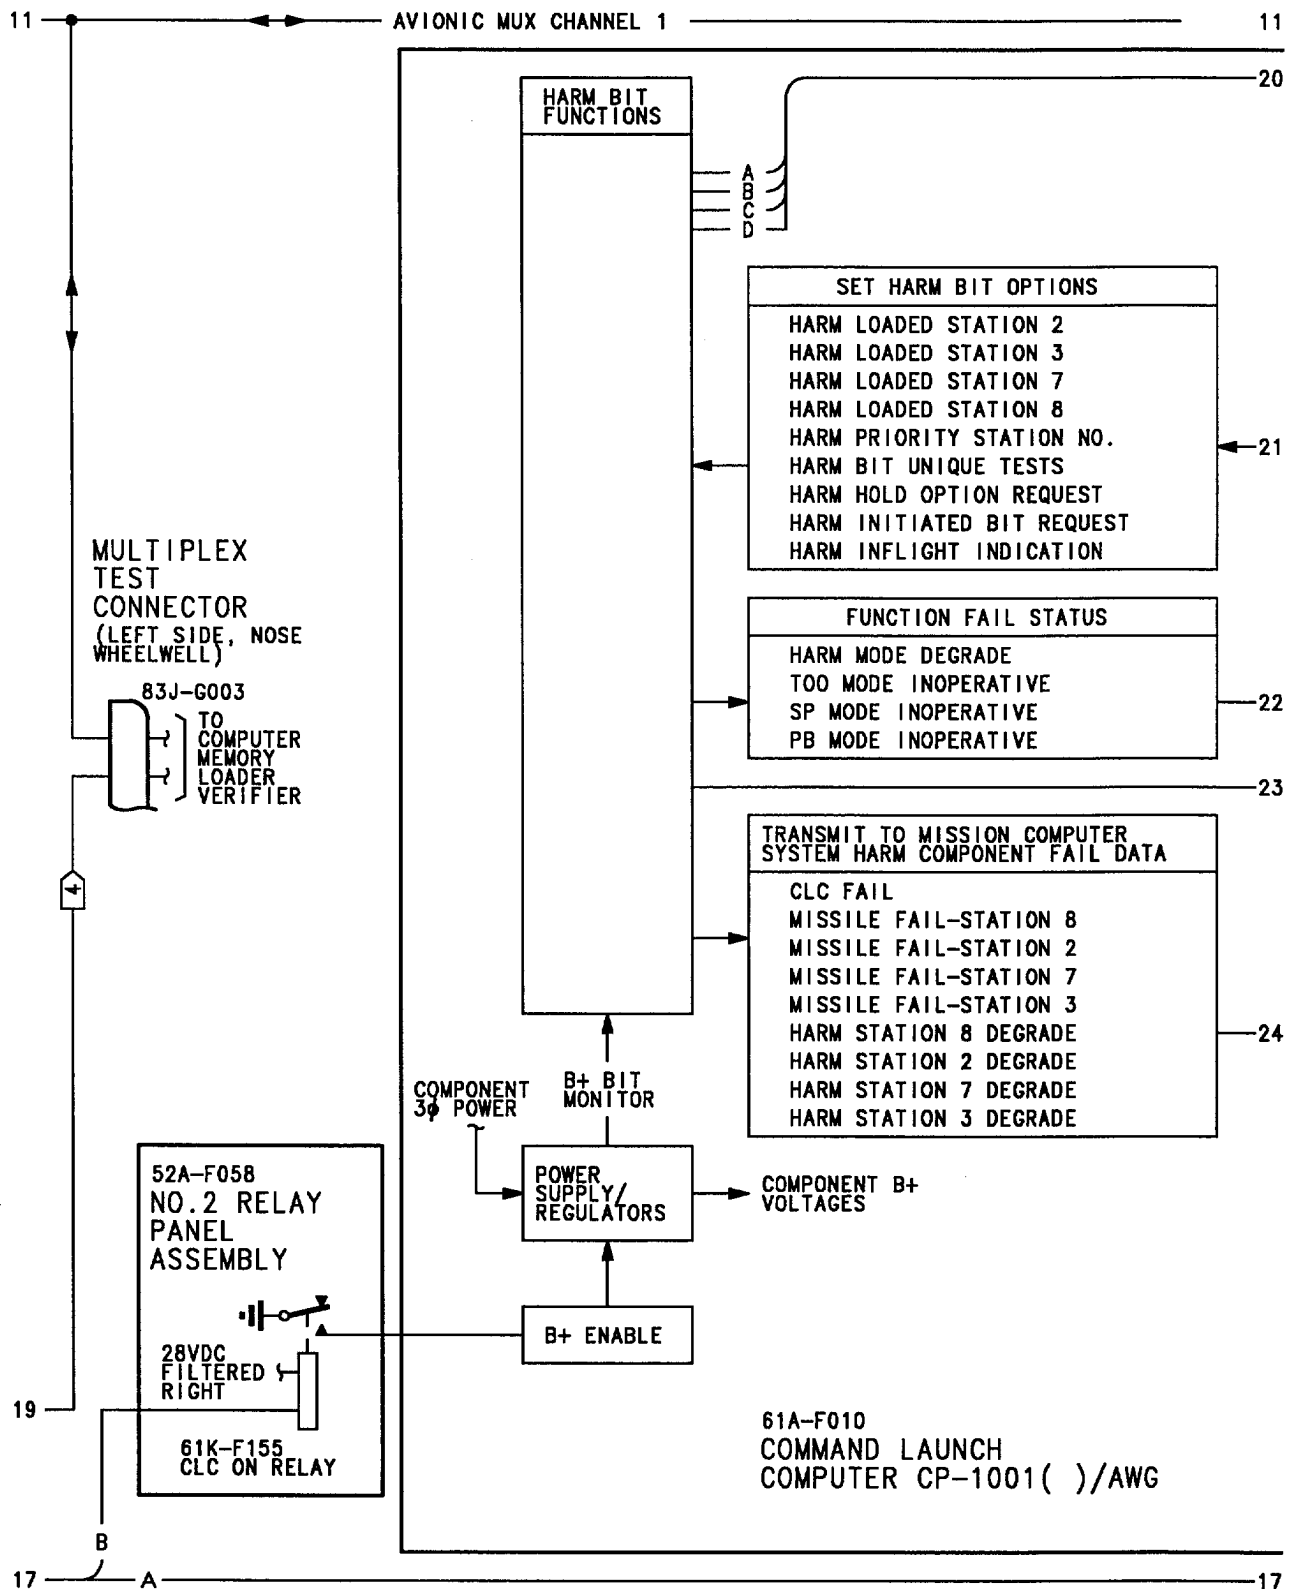 11
AVIONIC MUX CHANNEL 1
11
HARM BIT
FUNCTIONS
20
A
B
C
D
SET HARM BIT OPTIONS
HARM LOADED STATION 2
HARM LOADED STATION 3
HARM LOADED STATION 7
HARM LOADED STATION 8
HARM PRIORITY STATION NO.
HARM BIT UNIQUE TESTS
HARM HOLD OPTION REQUEST
HARM INITIATED BIT REQUEST
HARM INFLIGHT INDICATION
21
MULTIPLEX
TEST
CONNECTOR
(LEFT SIDE, NOSE
WHEELWELL)
83J-G003
TO
COMPUTER
MEMORY
LOADER
VERIFIER
FUNCTION FAIL STATUS
HARM MODE DEGRADE
TOO MODE INOPERATIVE
SP MODE INOPERATIVE
PB MODE INOPERATIVE
22
23
4
TRANSMIT TO MISSION COMPUTER
SYSTEM HARM COMPONENT FAIL DATA
CLC FAIL
MISSILE FAIL-STATION 8
MISSILE FAIL-STATION 2
MISSILE FAIL-STATION 7
MISSILE FAIL-STATION 3
HARM STATION 8 DEGRADE
HARM STATION 2 DEGRADE
HARM STATION 7 DEGRADE
HARM STATION 3 DEGRADE
24
COMPONENT
3φ POWER
B+ BIT
MONITOR
POWER
SUPPLY/
REGULATORS
COMPONENT B+
VOLTAGES
52A-F058
NO.2 RELAY
PANEL
ASSEMBLY
28VDC
FILTERED
RIGHT
61K-F155
CLC ON RELAY
B+ ENABLE
19
61A-F010
COMMAND LAUNCH
COMPUTER CP-1001( )/AWG
B
17
A
17